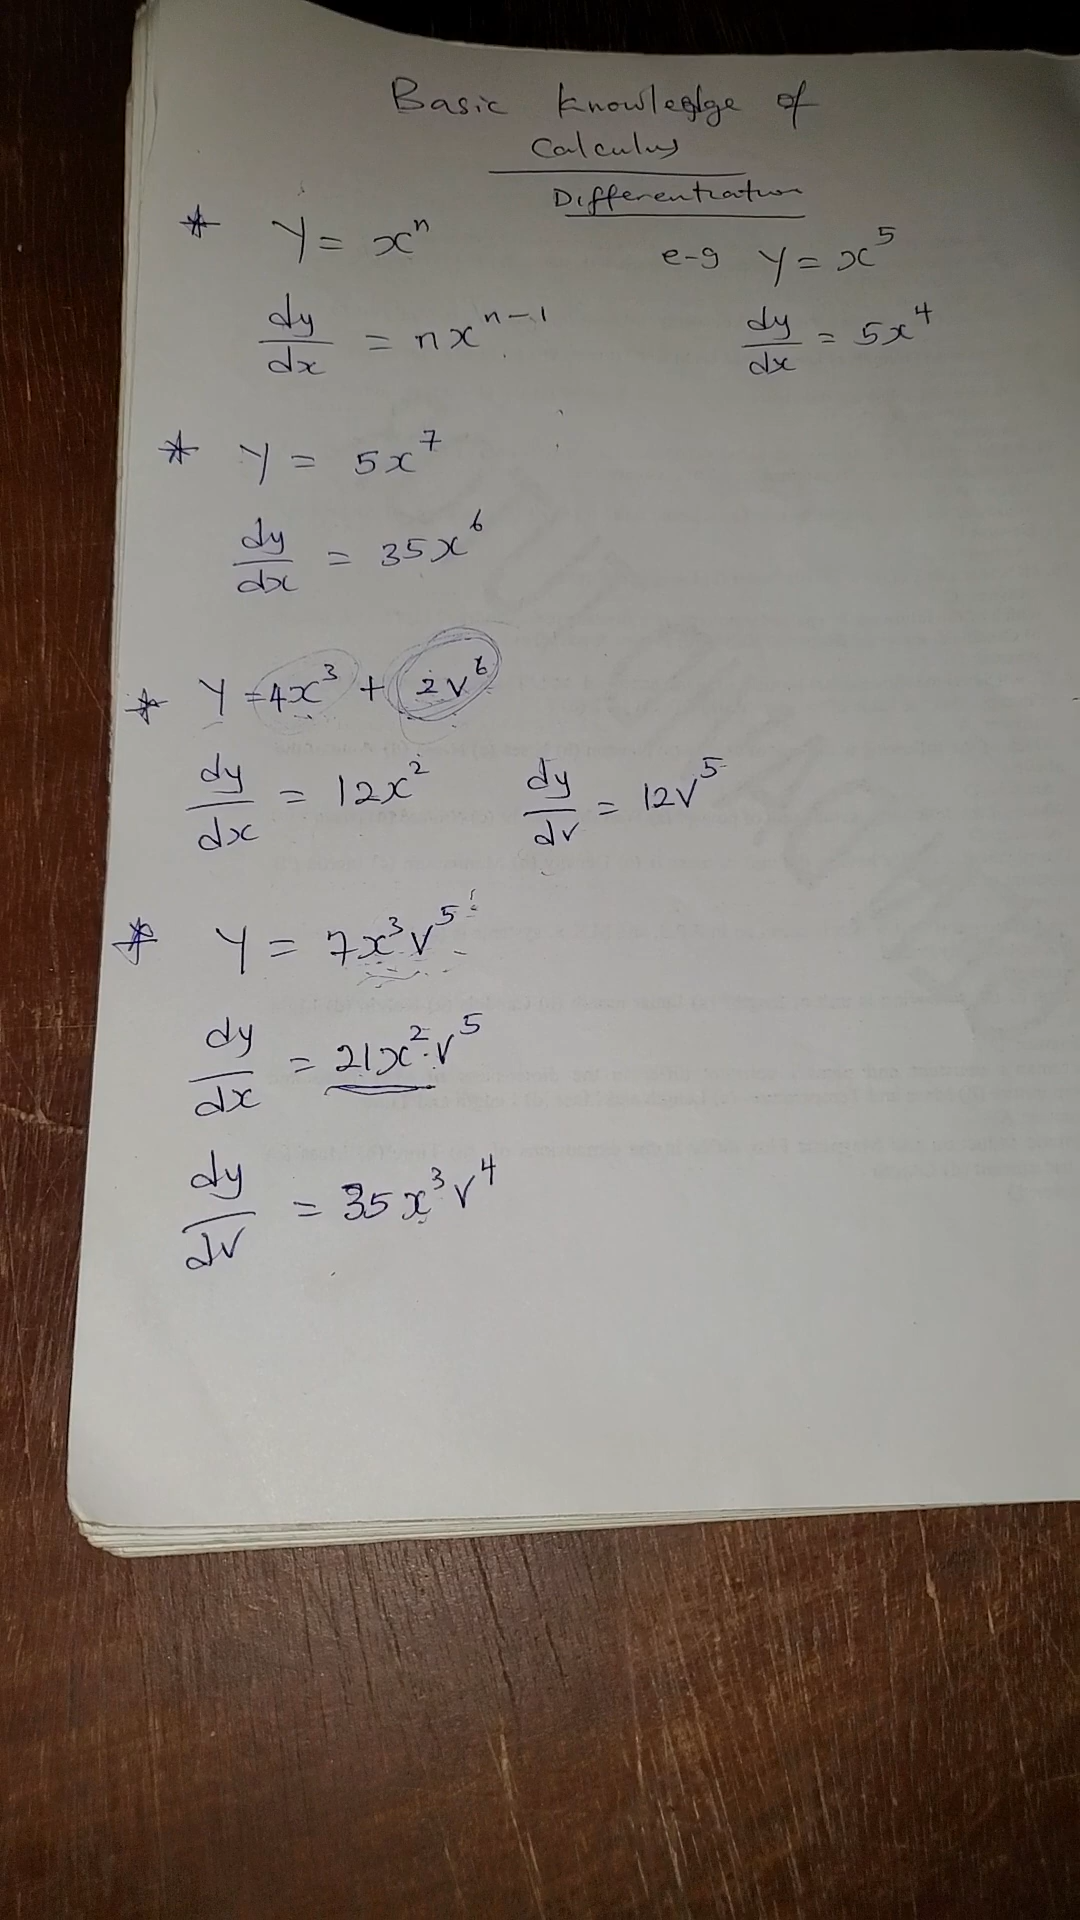 Basic knowledge of
Calculus
Differentiation
* Y = x^n
e-g Y = x^5
dy/dx = nx^(n-1)
dy/dx = 5x^4
* Y = 5x^7
dy/dx = 35x^6
* Y = 4x^3 + 2v^6
dy/dx = 12x^2 dy/dv = 12v^5
* Y = 7x^3v^5
dy/dx = 21x^2.v^5
dy/dv = 35x^3v^4